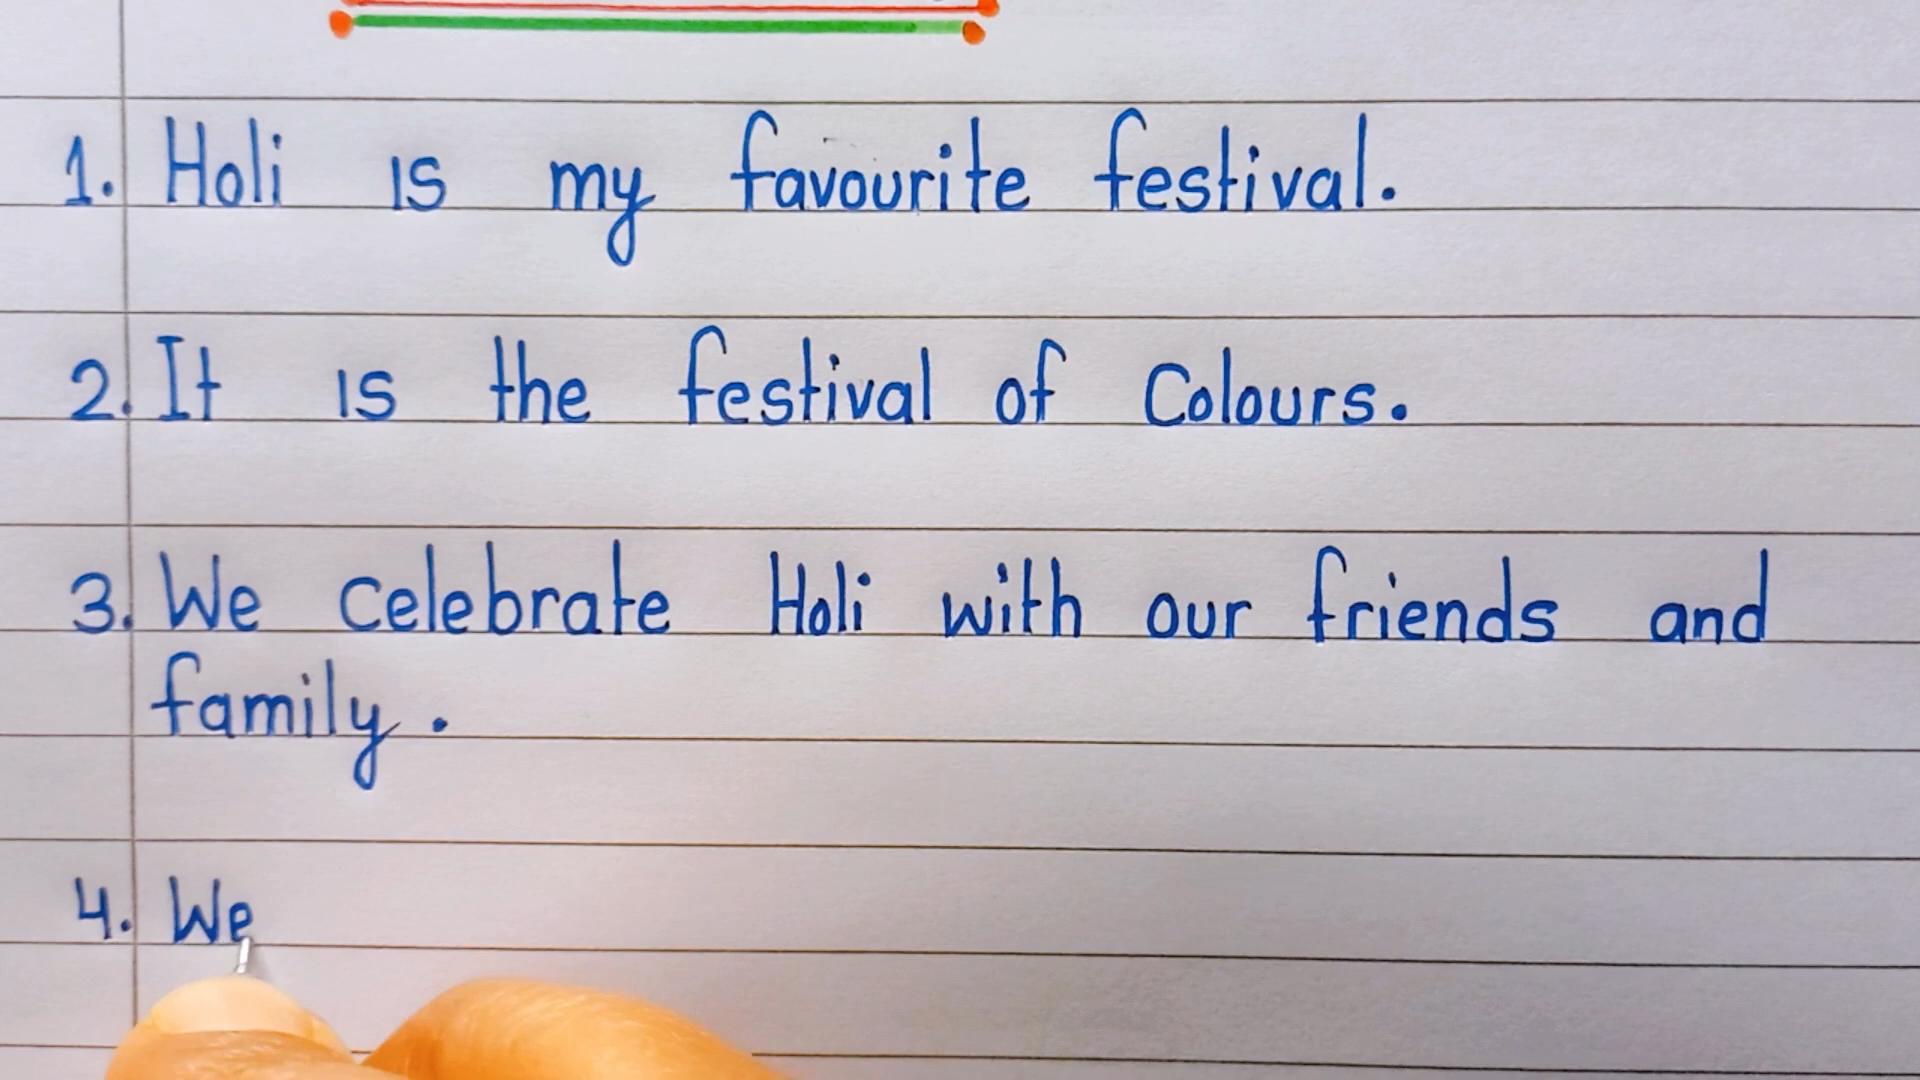 1. Holi is my favourite festival.
2. It is the festival of Colours.
3. We celebrate Holi with our friends and
family.
4. We